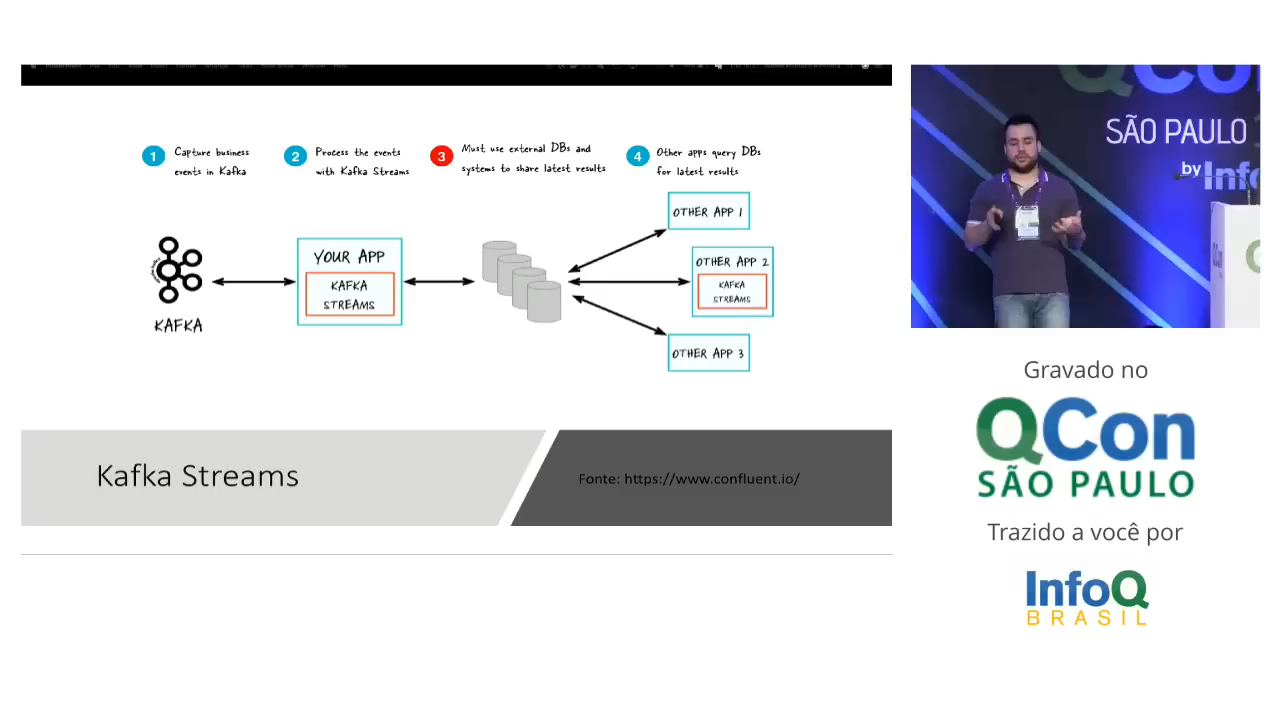 1
Capture business
events in Kafka
2
Process the events
with Kafka Streams
3
Must use external DBs and
systems to share latest results
4
Other apps query DBs
for latest results
KAFKA
YOUR APP
KAFKA
STREAMS
OTHER APP 1
OTHER APP 2
KAFKA
STREAMS
OTHER APP 3
Kafka Streams
Fonte: https://www.confluent.io/
SÃO PAULO
by
Gravado no
QCon
SÃO PAULO
Trazido a você por
InfoQ
BRASIL